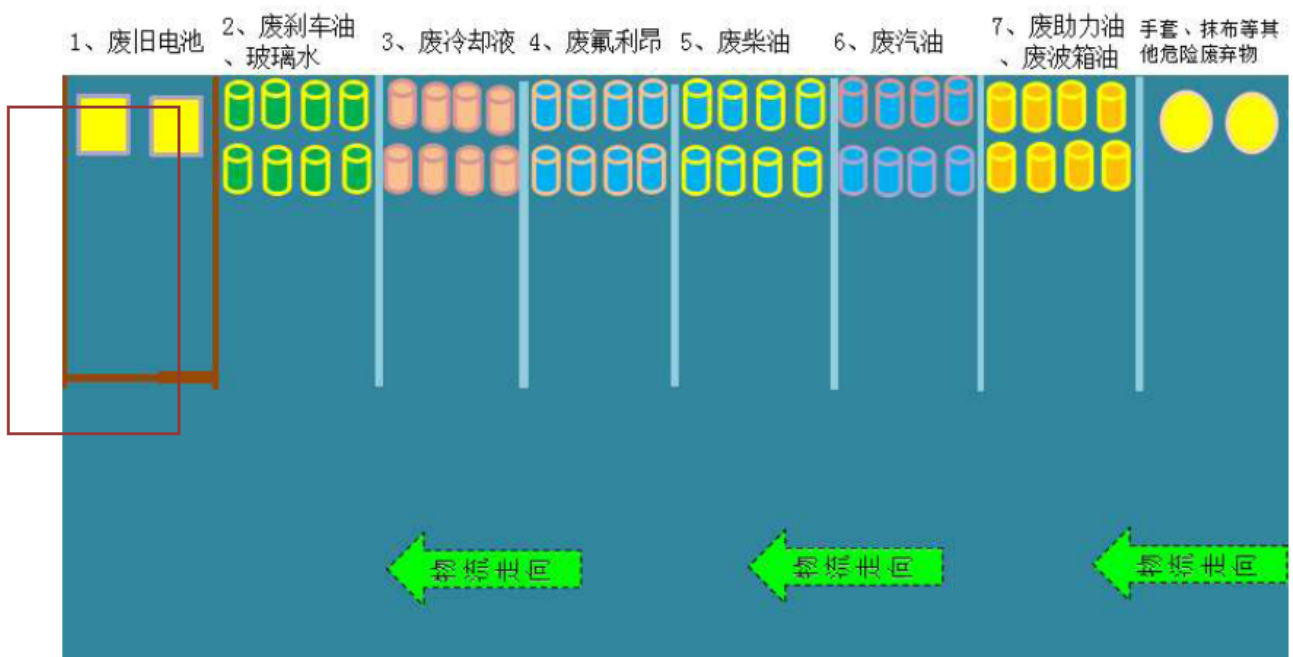 1、废旧电池
2、废刹车油
、玻璃水
3、废冷却液
4、废氟利昂
5、废柴油
6、废汽油
7、废助力油
、废波箱油
手套、抹布等其
他危险废弃物
物流走向
物流走向
物流走向